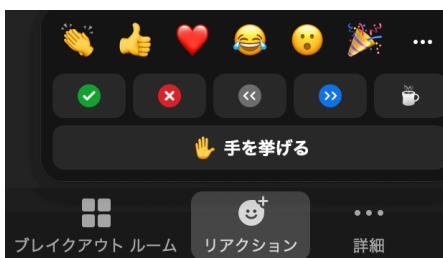 手を挙げる
ブレイクアウト ルーム
リアクション
詳細